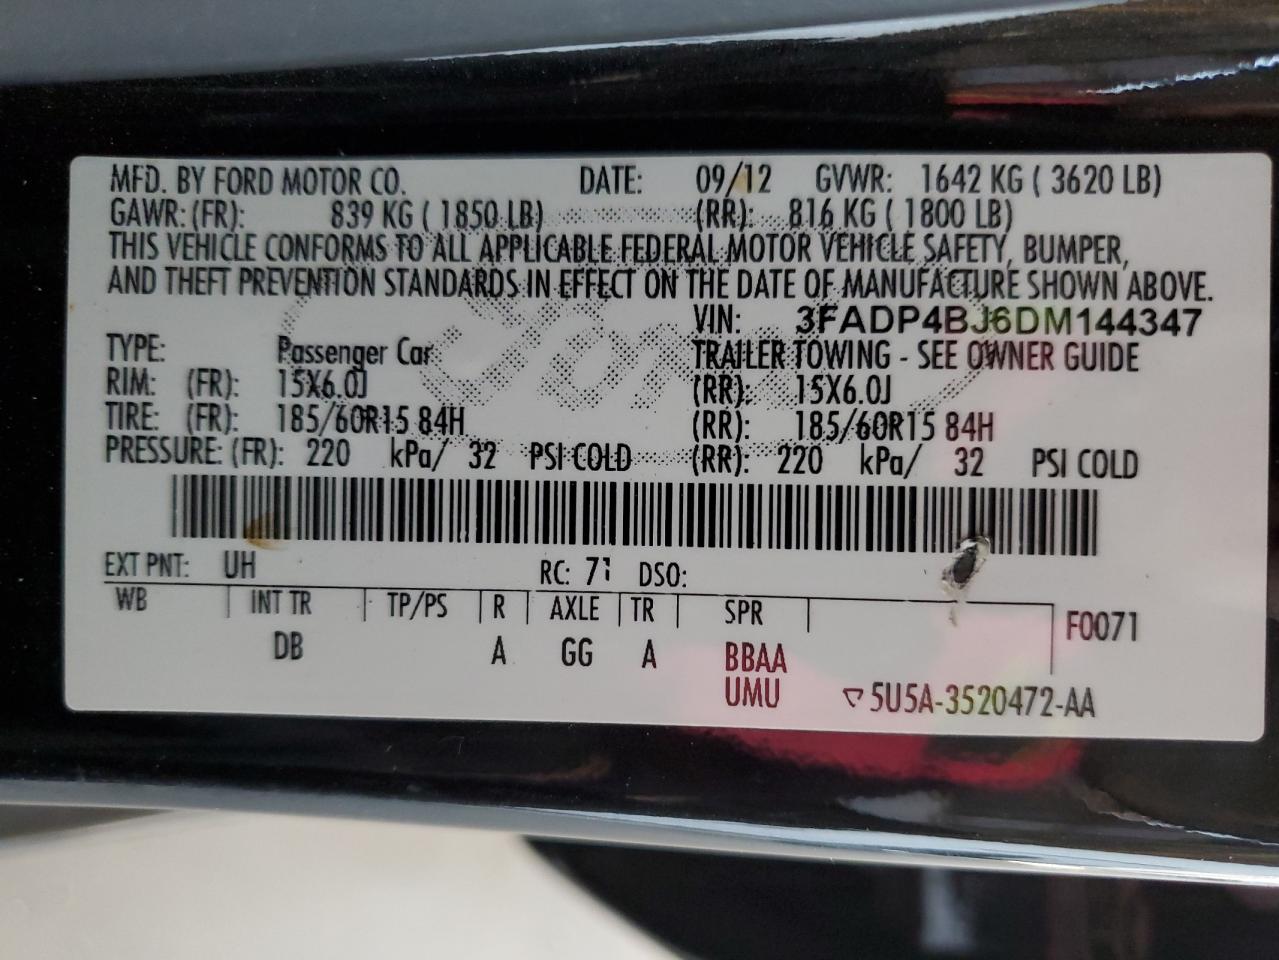 MFD. BY FORD MOTOR CO. DATE: 09/12 GVWR: 1642 KG ( 3620 LB)
GAWR: (FR): 839 KG ( 1850 LB) (RR): 816 KG ( 1800 LB)
THIS VEHICLE CONFORMS TO ALL APPLICABLE FEDERAL MOTOR VEHICLE SAFETY, BUMPER,
AND THEFT PREVENTION STANDARDS IN EFFECT ON THE DATE OF MANUFACTURE SHOWN ABOVE.
VIN: 3FADP4BJ6DM144347
TYPE: Passenger Car TRAILER TOWING - SEE OWNER GUIDE
RIM: (FR): 15X6.0J (RR): 15X6.0J
TIRE: (FR): 185/60R15 84H (RR): 185/60R15 84H
PRESSURE: (FR): 220 kPa/ 32 PSI COLD (RR): 220 kPa/ 32 PSI COLD
EXT PNT: UH RC: 71 DSO:
WB INT TR TP/PS R AXLE TR SPR F0071
DB A GG A BBAA
UMU 5U5A-3520472-AA
Ford